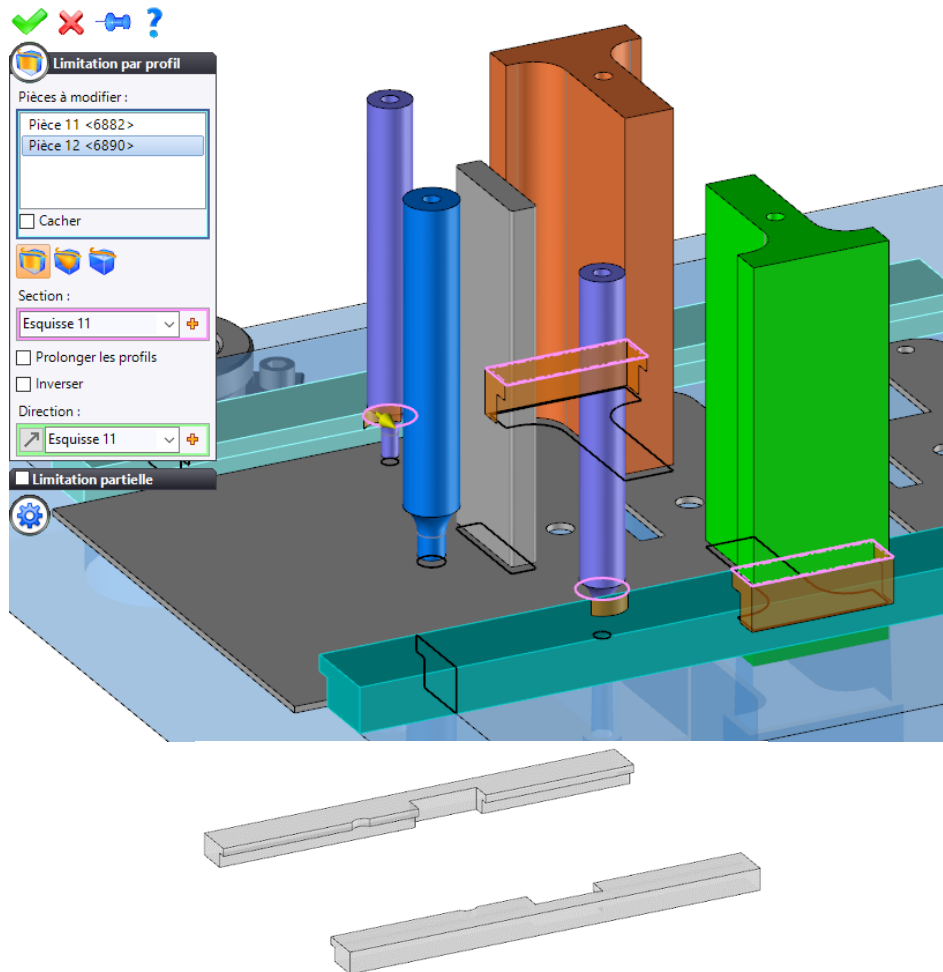 ?
Limitation par profil
Pièces à modifier :
Pièce 11 <6882>
Pièce 12 <6890>
Cacher
Section :
Esquisse 11
Prolonger les profils
Inverser
Direction :
Esquisse 11
Limitation partielle